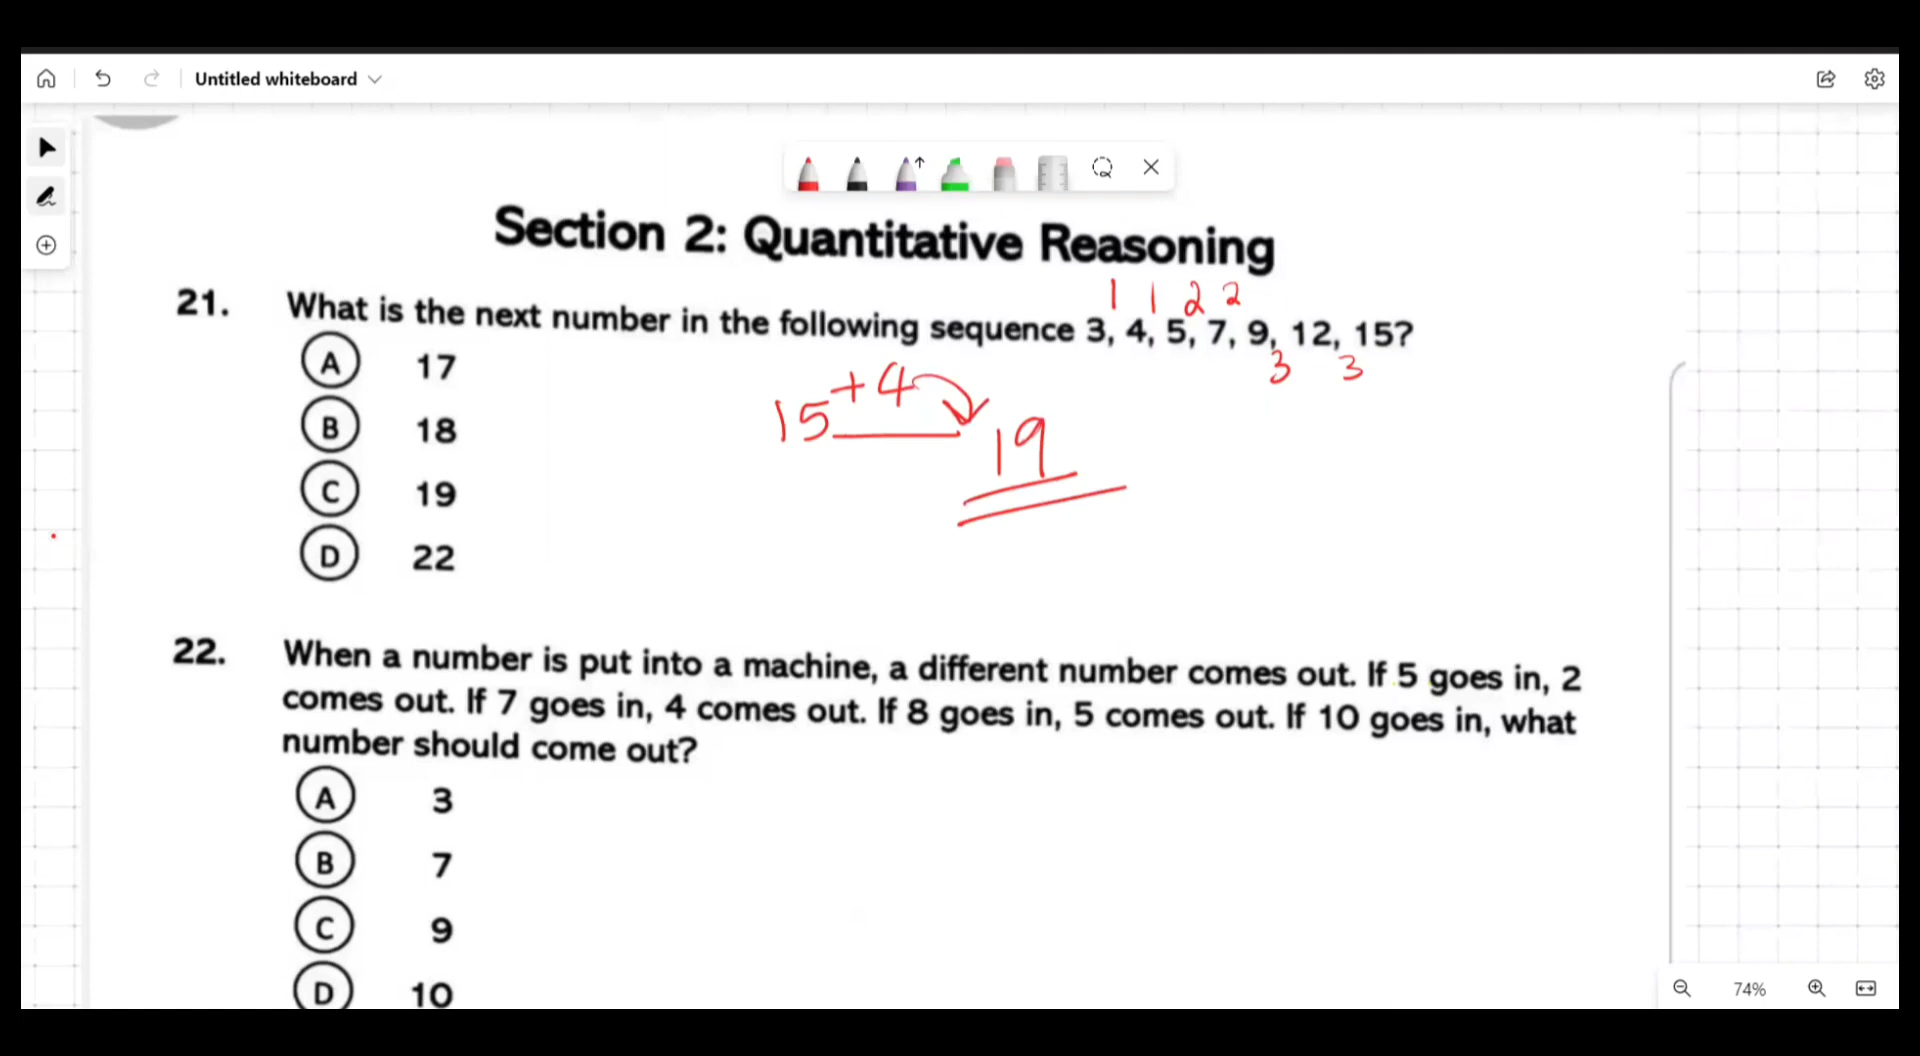 Untitled whiteboard
Section 2: Quantitative Reasoning
1 1 2 2
21. What is the next number in the following sequence 3, 4, 5, 7, 9, 12, 15?
3 3
A 17
B 18
C 19
D 22
15 +4 19
22. When a number is put into a machine, a different number comes out. If 5 goes in, 2
comes out. If 7 goes in, 4 comes out. If 8 goes in, 5 comes out. If 10 goes in, what
number should come out?
A 3
B 7
C 9
D 10
74%